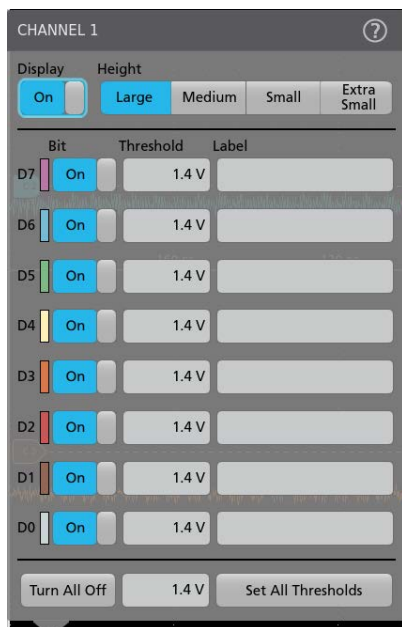 CHANNEL 1 ?
Display Height
On Large Medium Small Extra Small
Bit Threshold Label
D7 On 1.4 V
D6 On 1.4 V
D5 On 1.4 V
D4 On 1.4 V
D3 On 1.4 V
D2 On 1.4 V
D1 On 1.4 V
D0 On 1.4 V
Turn All Off 1.4 V Set All Thresholds